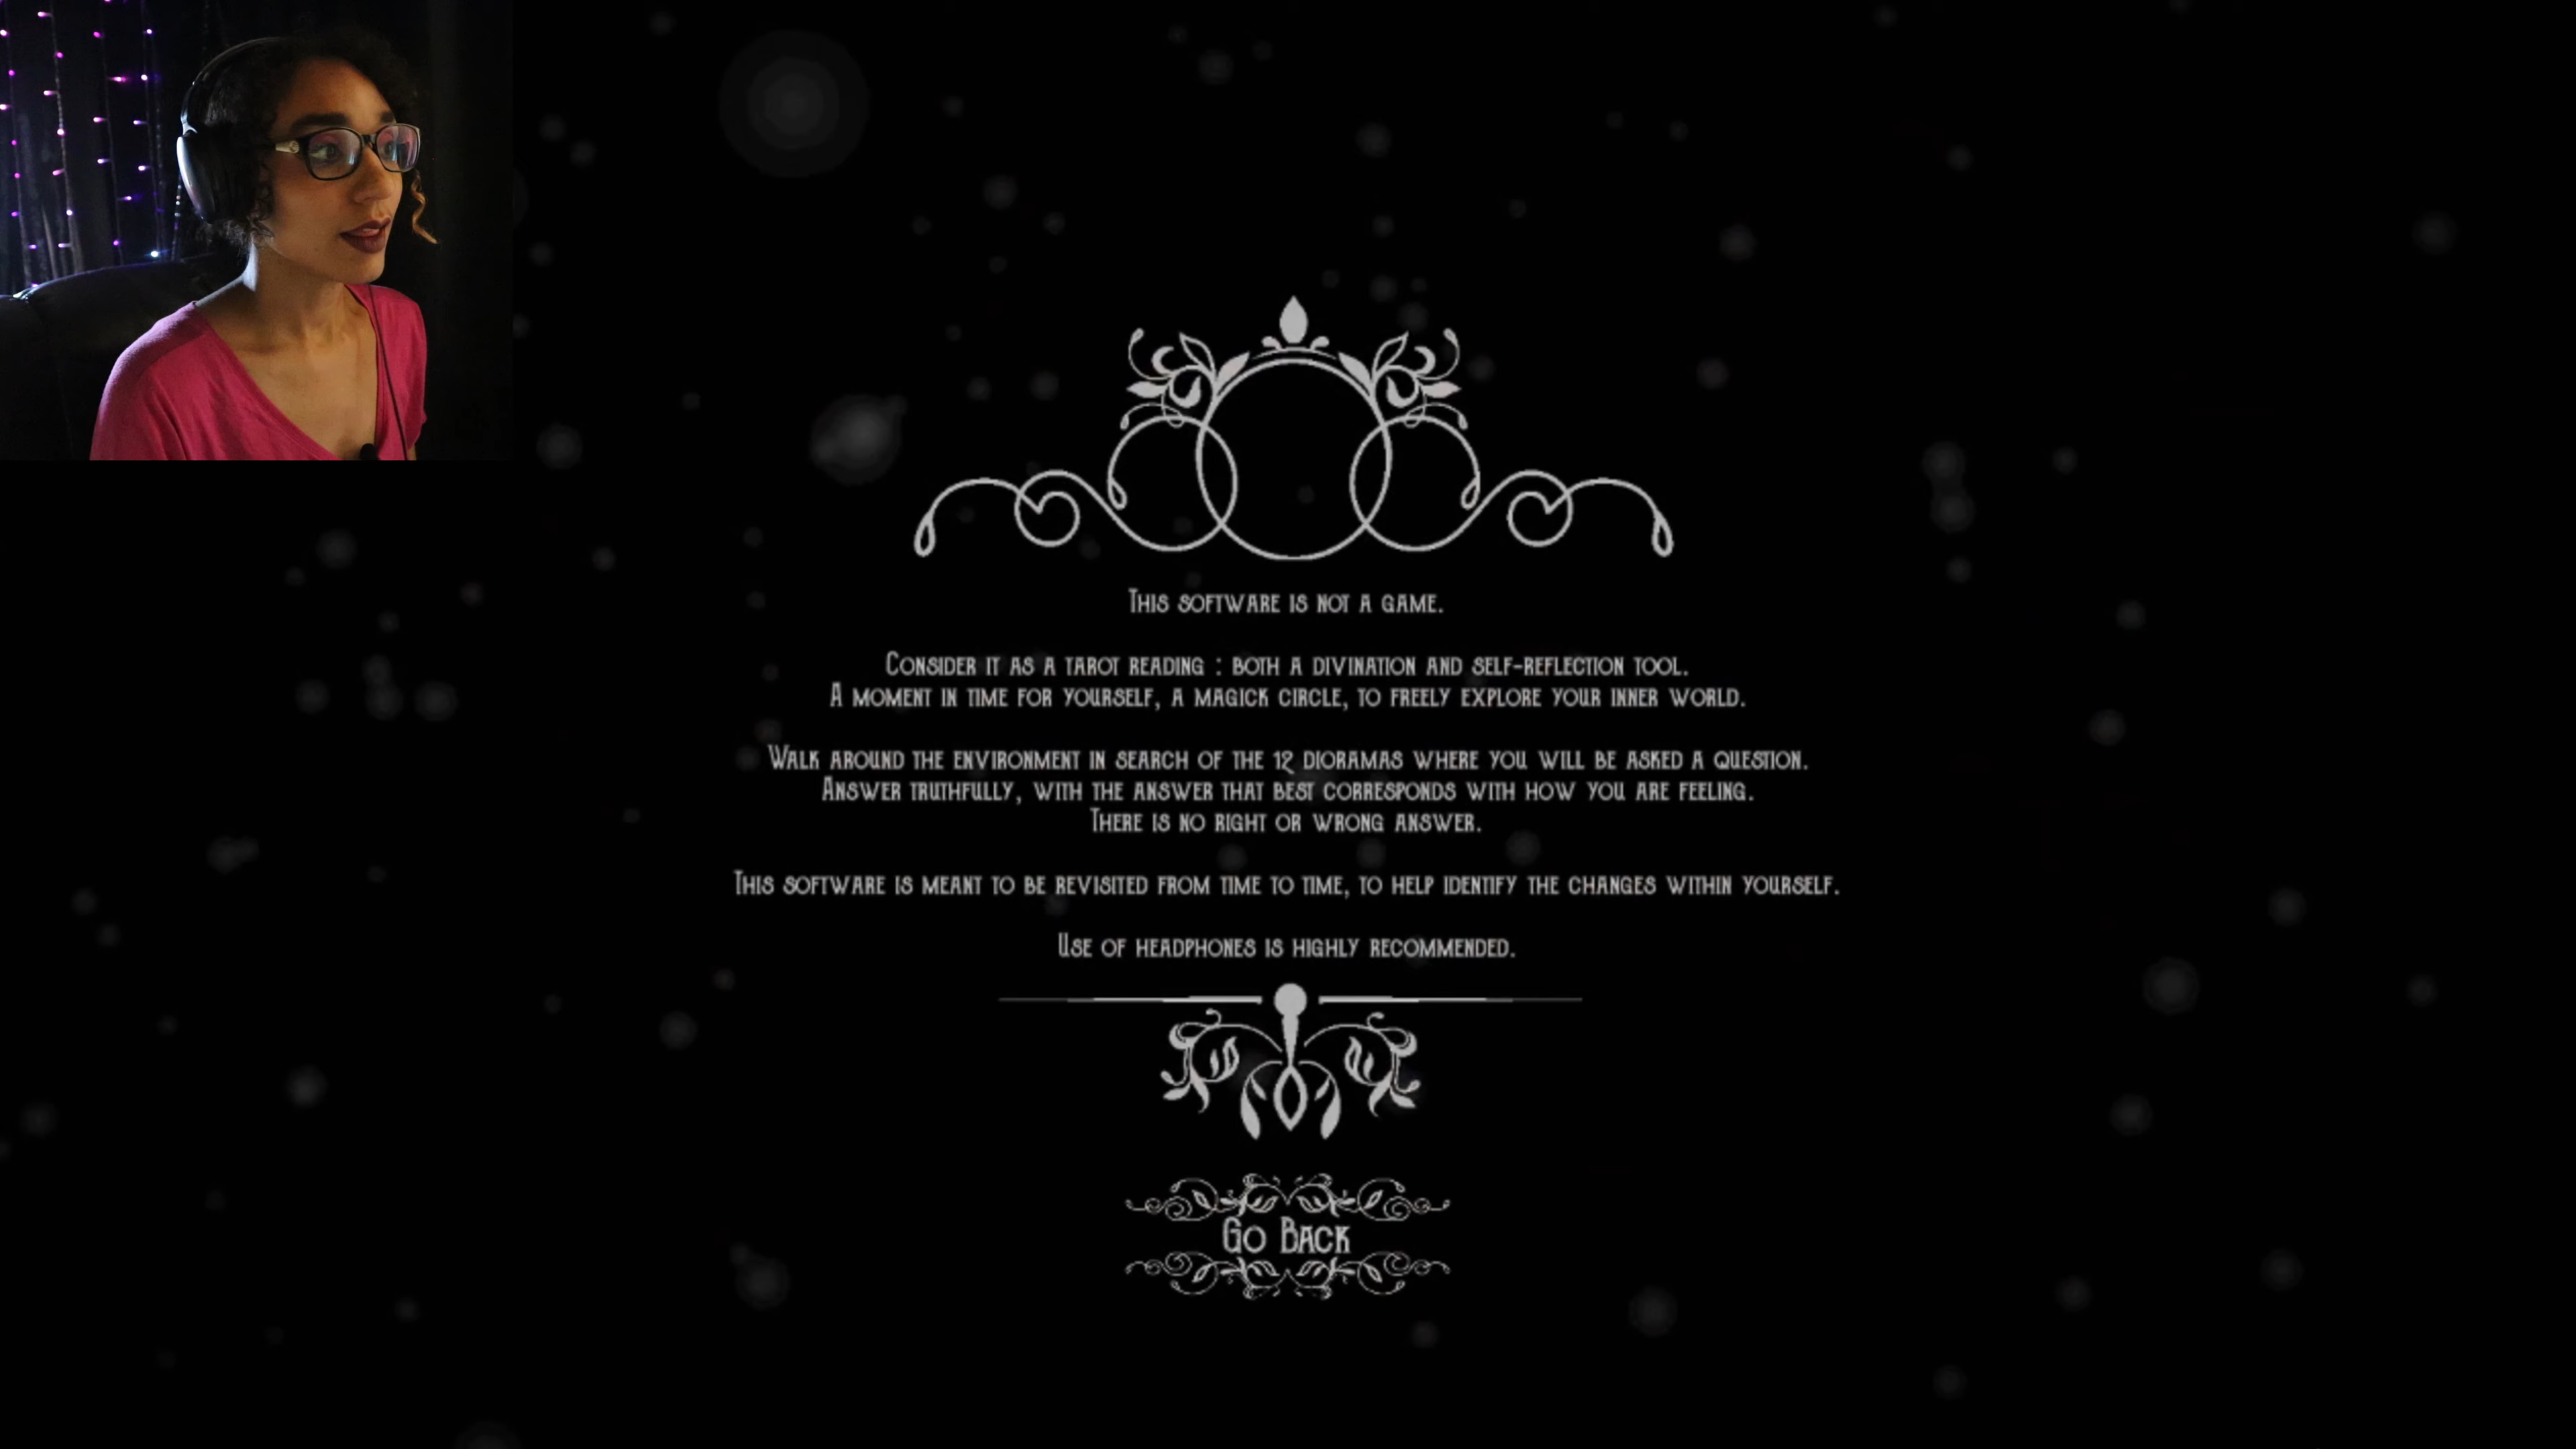 This software is not a game.
Consider it as a tarot reading : both a divination and self-reflection tool.
A moment in time for yourself, a magick circle, to freely explore your inner world.
Walk around the environment in search of the 12 dioramas where you will be asked a question.
Answer truthfully, with the answer that best corresponds with how you are feeling.
There is no right or wrong answer.
This software is meant to be revisited from time to time, to help identify the changes within yourself.
Use of headphones is highly recommended.
Go Back